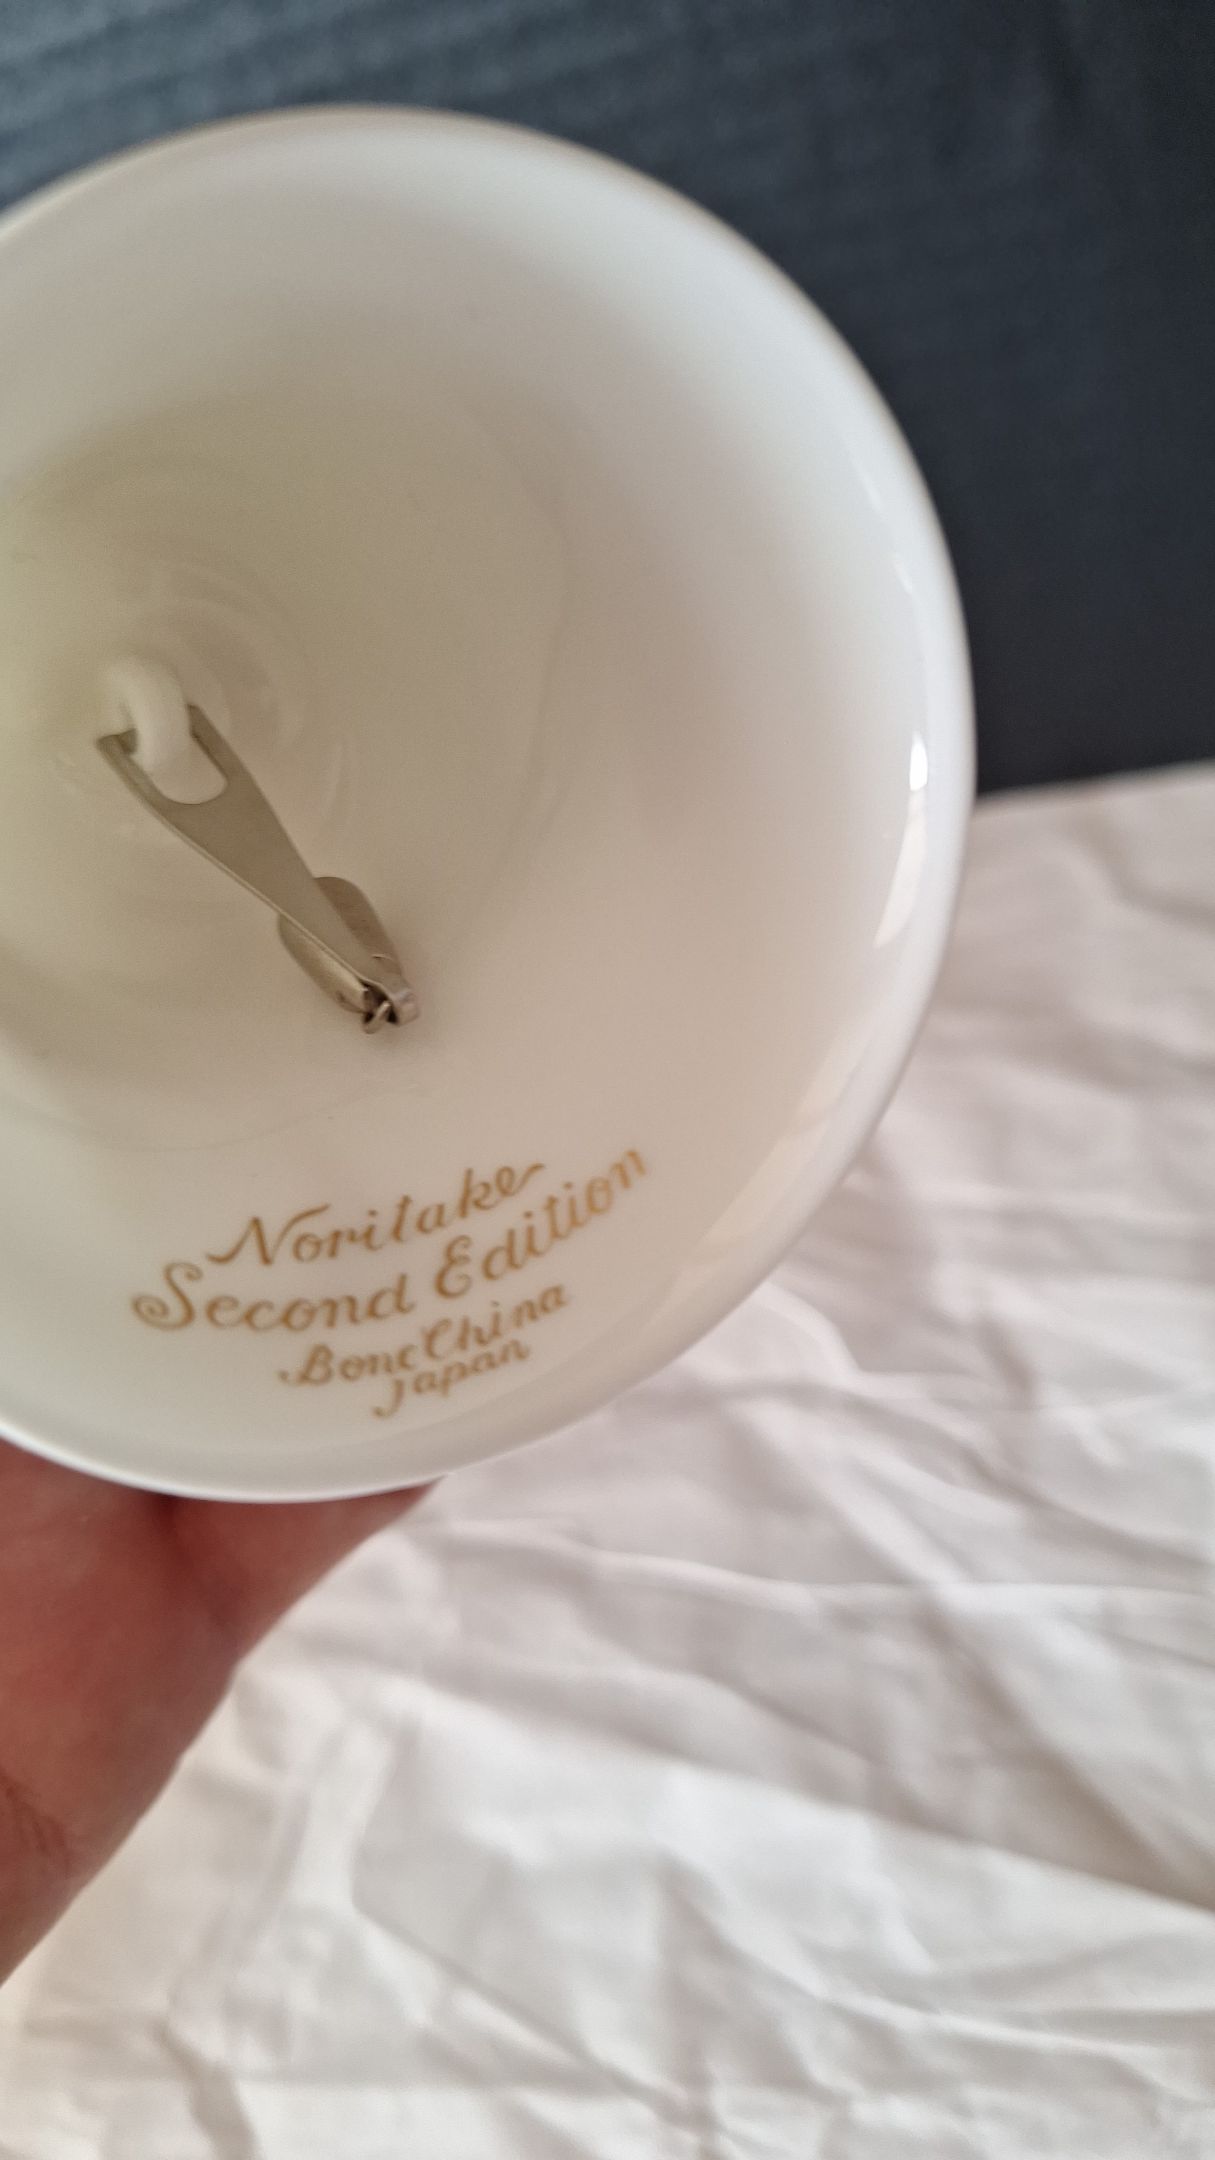 Noritake
Second Edition
Bone China
Japan